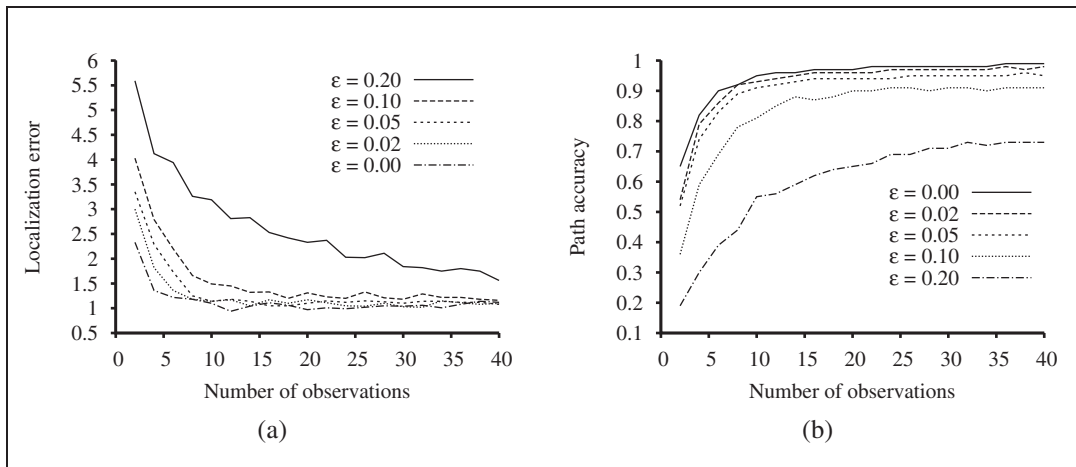 6
5.5
5
4.5
4
3.5
3
2.5
2
1.5
1
0.5
Localization error
ε = 0.20
ε = 0.10
ε = 0.05
ε = 0.02
ε = 0.00
0 5 10 15 20 25 30 35 40
Number of observations
(a)
1
0.9
0.8
0.7
0.6
0.5
0.4
0.3
0.2
0.1
Path accuracy
ε = 0.00
ε = 0.02
ε = 0.05
ε = 0.10
ε = 0.20
0 5 10 15 20 25 30 35 40
Number of observations
(b)